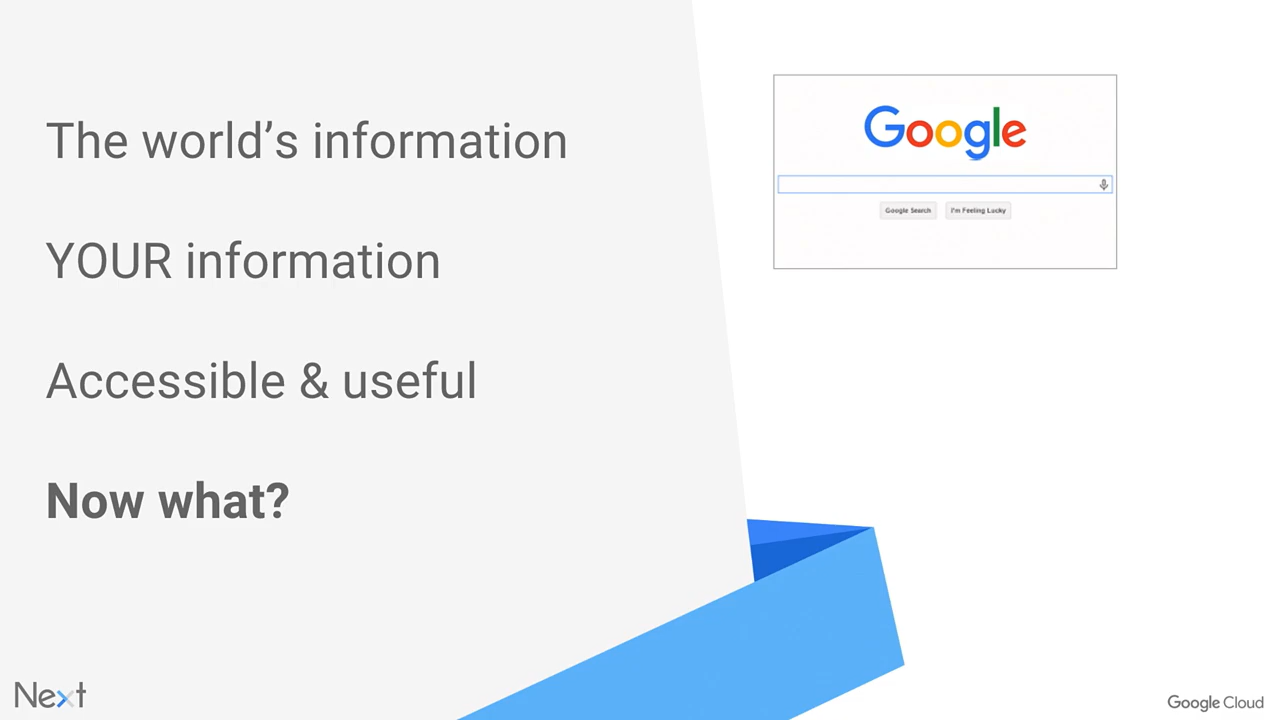 The world's information
YOUR information
Accessible & useful
Now what?
Google
Google Search
I'm Feeling Lucky
Next
Google Cloud